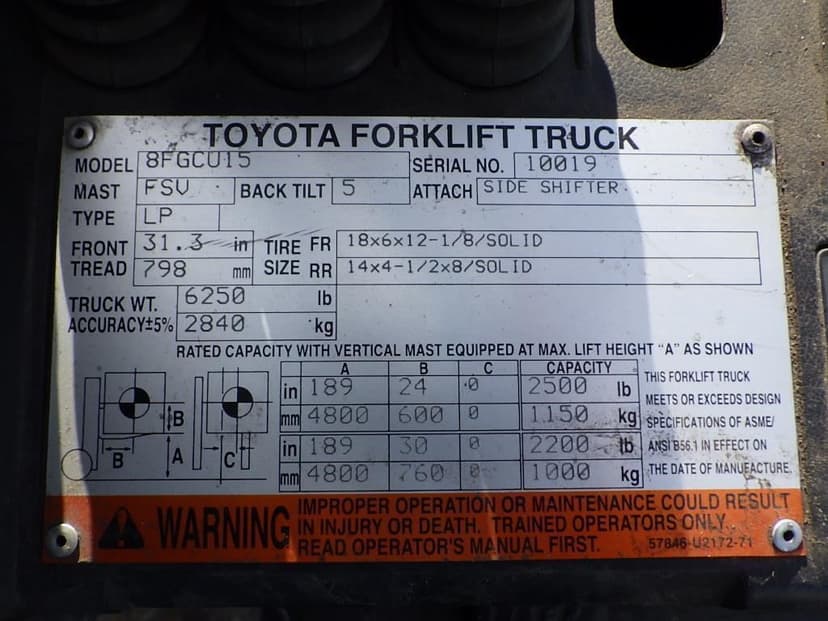 TOYOTA FORKLIFT TRUCK
MODEL 8FGCU15 SERIAL NO. 10019
MAST FSV BACK TILT 5 ATTACH SIDE SHIFTER
TYPE LP
FRONT TREAD 31.3 in TIRE SIZE FR 18x6x12-1/8/SOLID
798 mm RR 14x4-1/2x8/SOLID
TRUCK WT. 6250 lb
ACCURACY±5% 2840 kg
RATED CAPACITY WITH VERTICAL MAST EQUIPPED AT MAX. LIFT HEIGHT "A" AS SHOWN
A B C CAPACITY
in 189 24 0 2500 lb
mm 4800 600 0 1150 kg
in 189 30 0 2200 lb
mm 4800 760 0 1000 kg
B B A C
THIS FORKLIFT TRUCK
MEETS OR EXCEEDS DESIGN
SPECIFICATIONS OF ASME/
ANSI B56.1 IN EFFECT ON
THE DATE OF MANUFACTURE.
WARNING
IMPROPER OPERATION OR MAINTENANCE COULD RESULT
IN INJURY OR DEATH. TRAINED OPERATORS ONLY.
READ OPERATOR'S MANUAL FIRST. 57846-U2172-71